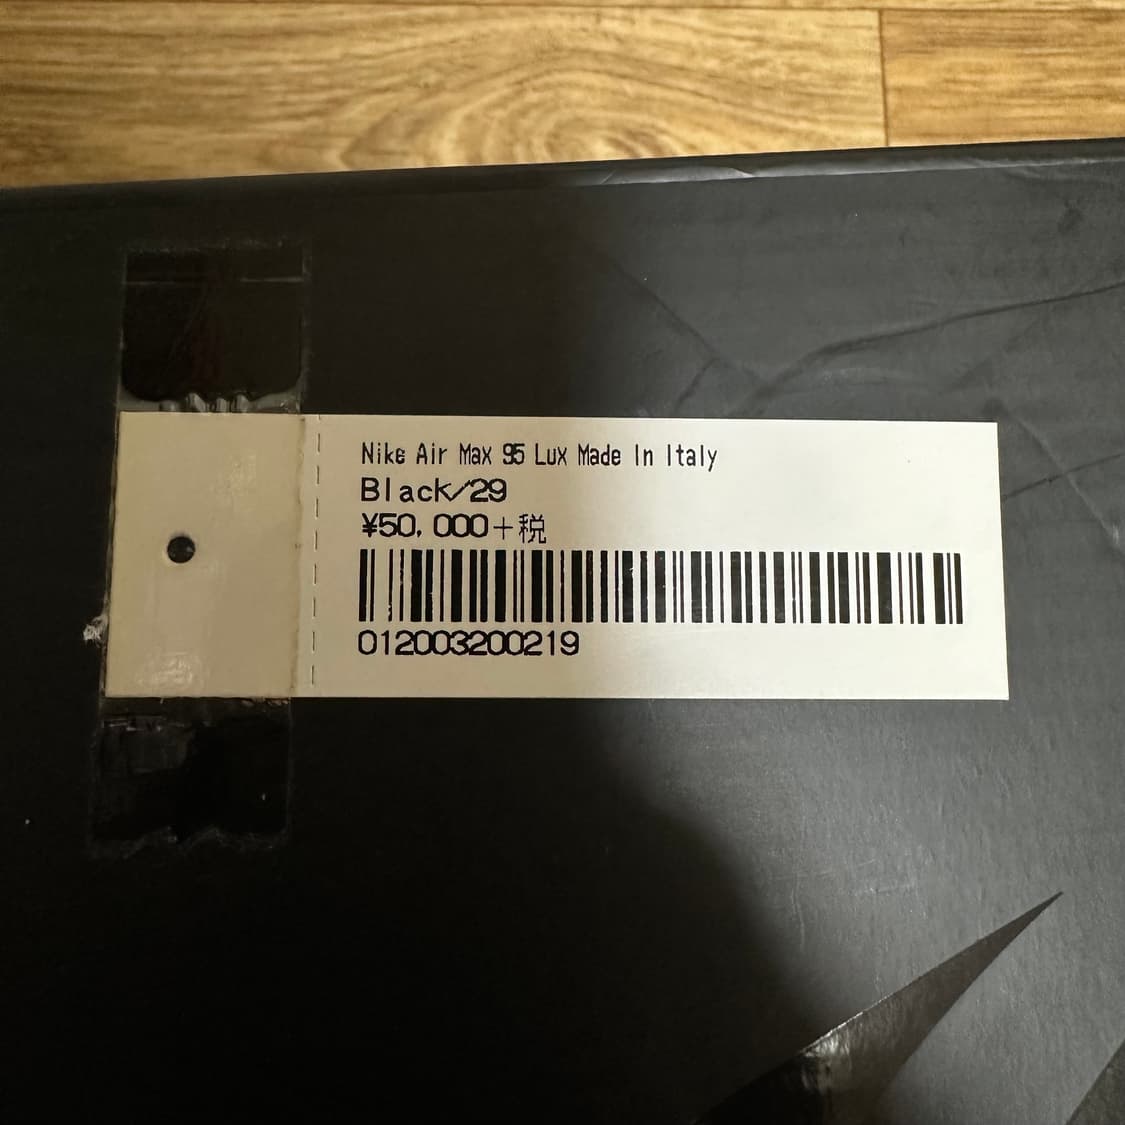 Nike Air Max 95 Lux Made In Italy
Black/29
¥50,000+税
012003200219